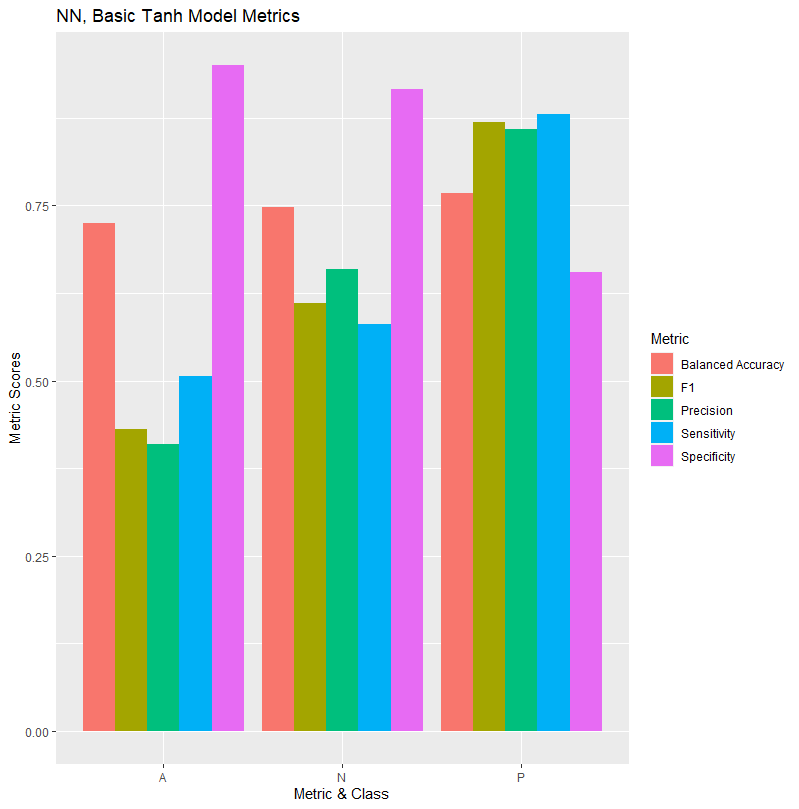 NN, Basic Tanh Model Metrics
Metric Scores
0.75
0.50
0.25
0.00
A N P
Metric & Class
Metric
Balanced Accuracy
F1
Precision
Sensitivity
Specificity